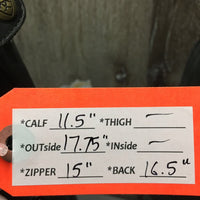 *CALF 11.5" *THIGH —
*OUTside 17.75" *INside —
*ZIPPER 15" *BACK 16.5"